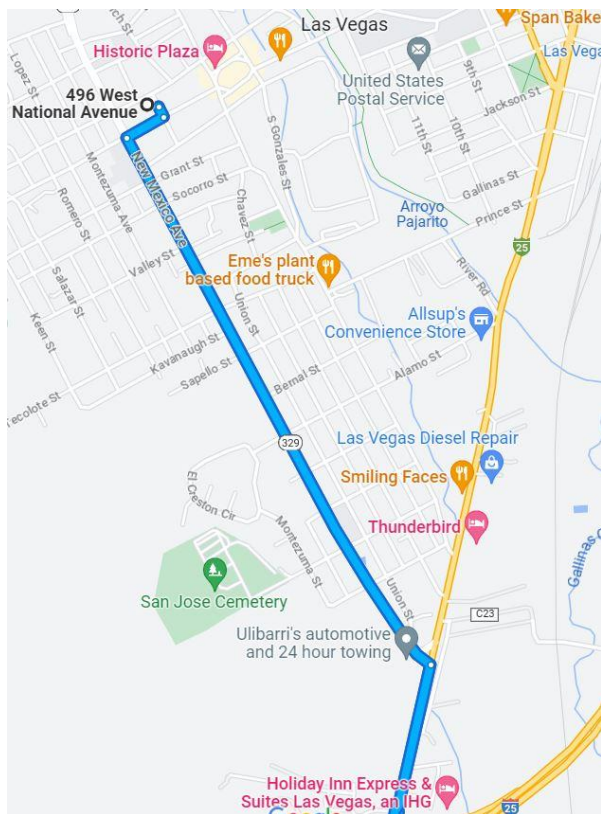 Las Vegas
Span Bake
Historic Plaza
Las Vega
United States
Postal Service
Lopez St
rch St
9th St
Jackson St
10th St
11th St
496 West
National Avenue
S Gonzales St
Grant St
Socorro St
New Mexico Ave
Montezuma Ave
Romero St
Chavez St
Gallinas St
Arroyo
Pajarito
Prince St
25
Valley St
Eme's plant
based food truck
River Rd
Salazar St
Keen St
Union St
Allsup's
Convenience Store
Kavanaugh St
Sapello St
Bernal St
Alamo St
Tecolote St
329
Las Vegas Diesel Repair
El Creston Cir
Smiling Faces
Thunderbird
Montezuma St
Gallinas
San Jose Cemetery
Union St
C23
Ulibarri's automotive
and 24 hour towing
Holiday Inn Express &
Suites Las Vegas, an IHG
25